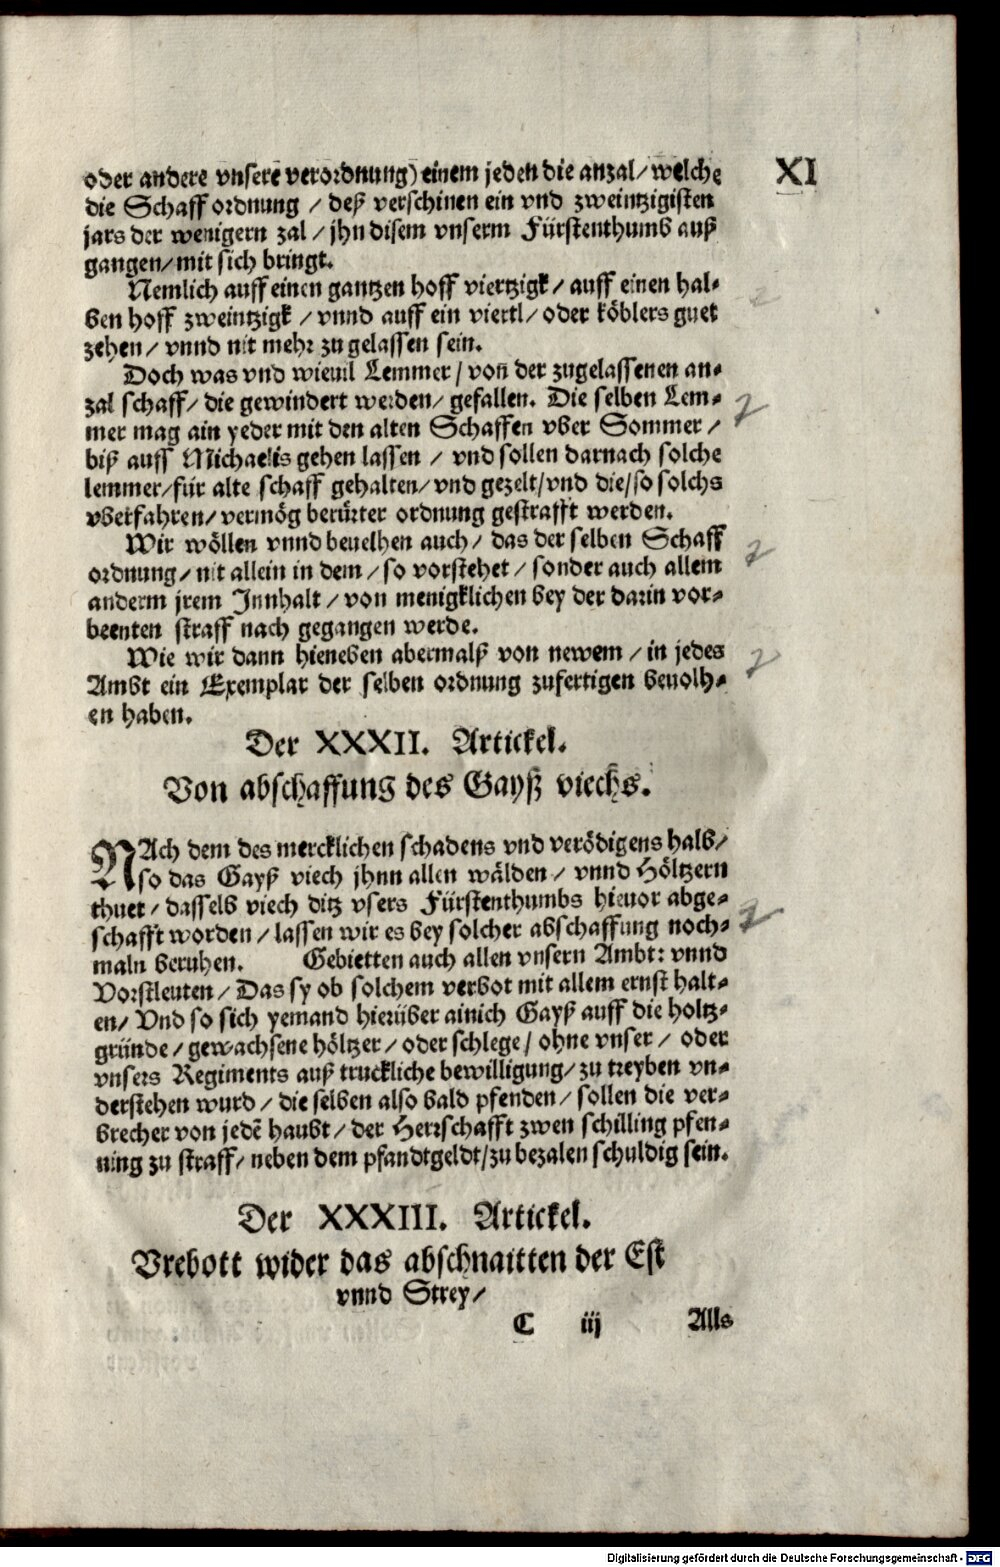 XI
oder andere vnsere verordnung) einem jeden die anzal/ welche
die Schaff ordnung / deß verschinen ein vnd zweintzigisten
jars der wenigern zal / jhn disem vnserm Fürstenthumb auß
gangen/ mit sich bringt.
Nemlich auff einen gantzen hoff viertzigk / auff einen hal-
ben hoff zweintzigk / vnnd auff ein viertl / oder köblers guet
zehen / vnnd nit mehr zu gelassen sein.
Doch was vnd wieuil Lemmer / von der zugelassenen an-
zal schaff / die gewindert werden / gefallen. Die selben Lem-
mer mag ain yeder mit den alten Schaffen vber Sommer /
biß auff Michaelis gehen lassen / vnd sollen darnach solche
lemmer/für alte schaff gehalten/ vnd gezelt/vnd die/so solchs
vberfahren/ vermög berürter ordnung gestrafft werden.
Wir wöllen vnnd beuelhen auch / das der selben Schaff
ordnung / nit allein in dem / so vorstehet / sonder auch allem
anderm jrem Innhalt / von menigklichen bey der darin vor-
beenten straff nach gegangen werde.
Wie wir dann hieneben abermalß von newem / in jedes
Ambt ein Exemplar der selben ordnung zufertigen beuolh-
en haben.
Der XXXII. Artickel.
Von abschaffung des Gayß viechs.
NAch dem des mercklichen schadens vnd verödigens halb/
so das Gayß viech jhnn allen wälden / vnnd Höltzern
thuet / dasselb viech ditz vsers Fürstenthumbs hieuor abge-
schafft worden / lassen wir es bey solcher abschaffung noch-
maln beruhen. Gebietten auch allen vnsern Ambt: vnnd
Vorstleuten / Das sy ob solchem verbot mit allem ernst halt-
en/ Vnd so sich yemand hierüber ainich Gayß auff die holtz-
gründe / gewachsene höltzer / oder schlege / ohne vnser / oder
vnsers Regiments auß truckliche bewilligung / zu treyben vn-
derstehen wurd / die selben also bald pfenden / sollen die ver-
brecher von jedē haubt / der Herrschafft zwen schilling pfen-
ning zu straff / neben dem pfandtgeldt/ zu bezalen schuldig sein.
Der XXXIII. Artickel.
Vrebott wider das abschnaitten der Est
vnnd Strey /
C iij Alls
Digitalisierung gefördert durch die Deutsche Forschungsgemeinschaft - DFG